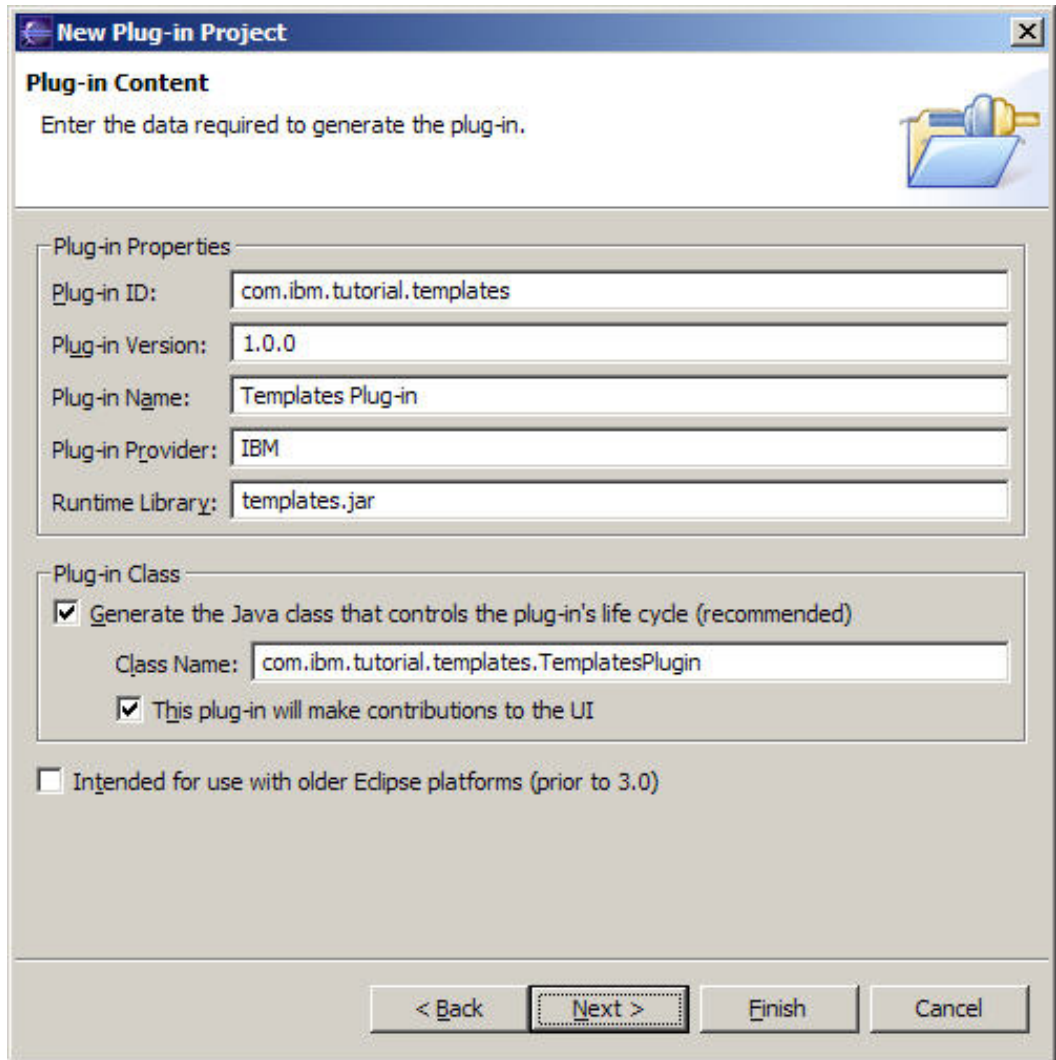 New Plug-in Project
Plug-in Content
Enter the data required to generate the plug-in.
Plug-in Properties
Plug-in ID: com.ibm.tutorial.templates
Plug-in Version: 1.0.0
Plug-in Name: Templates Plug-in
Plug-in Provider: IBM
Runtime Library: templates.jar
Plug-in Class
Generate the Java class that controls the plug-in's life cycle (recommended)
Class Name: com.ibm.tutorial.templates.TemplatesPlugin
This plug-in will make contributions to the UI
Intended for use with older Eclipse platforms (prior to 3.0)
< Back Next > Finish Cancel